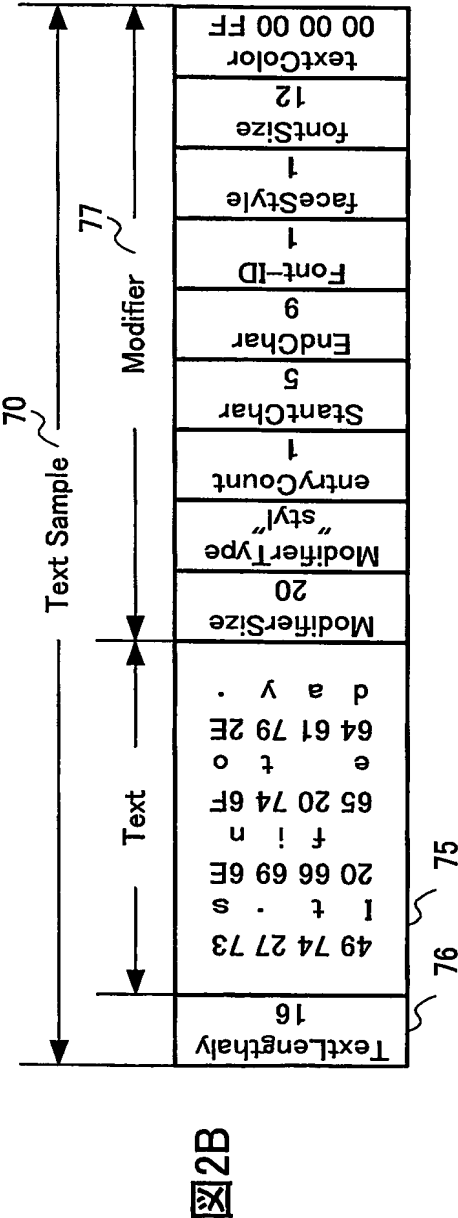 図2B
Text Sample
70
Text
Modifier
77
TextLengthaly
16
49 74 27 73
I t ' s
20 66 69 6E
f i n
65 20 74 6F
e t o
64 61 79 2E
d a y .
ModifierSize
20
ModifierType
"styl"
entryCount
1
StantChar
5
EndChar
9
Font-ID
1
faceStyle
1
fontSize
12
textColor
00 00 00 FF
76
75